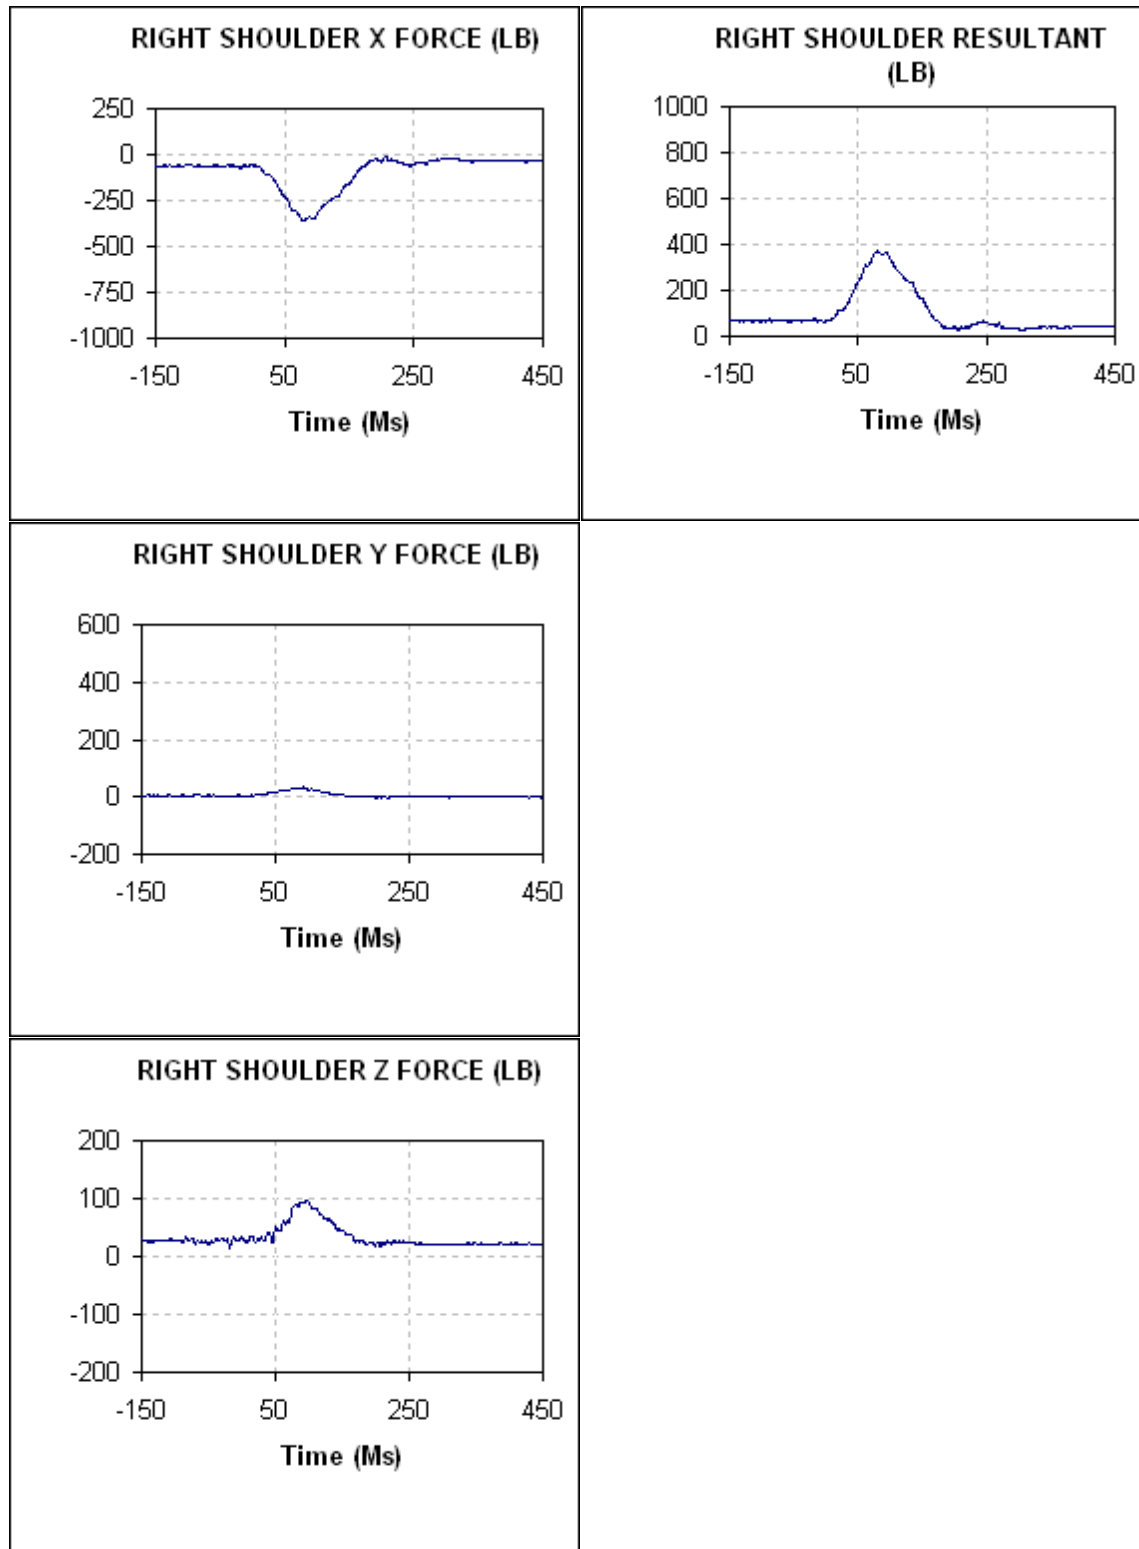 RIGHT SHOULDER X FORCE (LB)
250
0
-250
-500
-750
-1000
-150 50 250 450
Time (Ms)
RIGHT SHOULDER RESULTANT
(LB)
1000
800
600
400
200
0
-150 50 250 450
Time (Ms)
RIGHT SHOULDER Y FORCE (LB)
600
400
200
0
-200
-150 50 250 450
Time (Ms)
RIGHT SHOULDER Z FORCE (LB)
200
100
0
-100
-200
-150 50 250 450
Time (Ms)